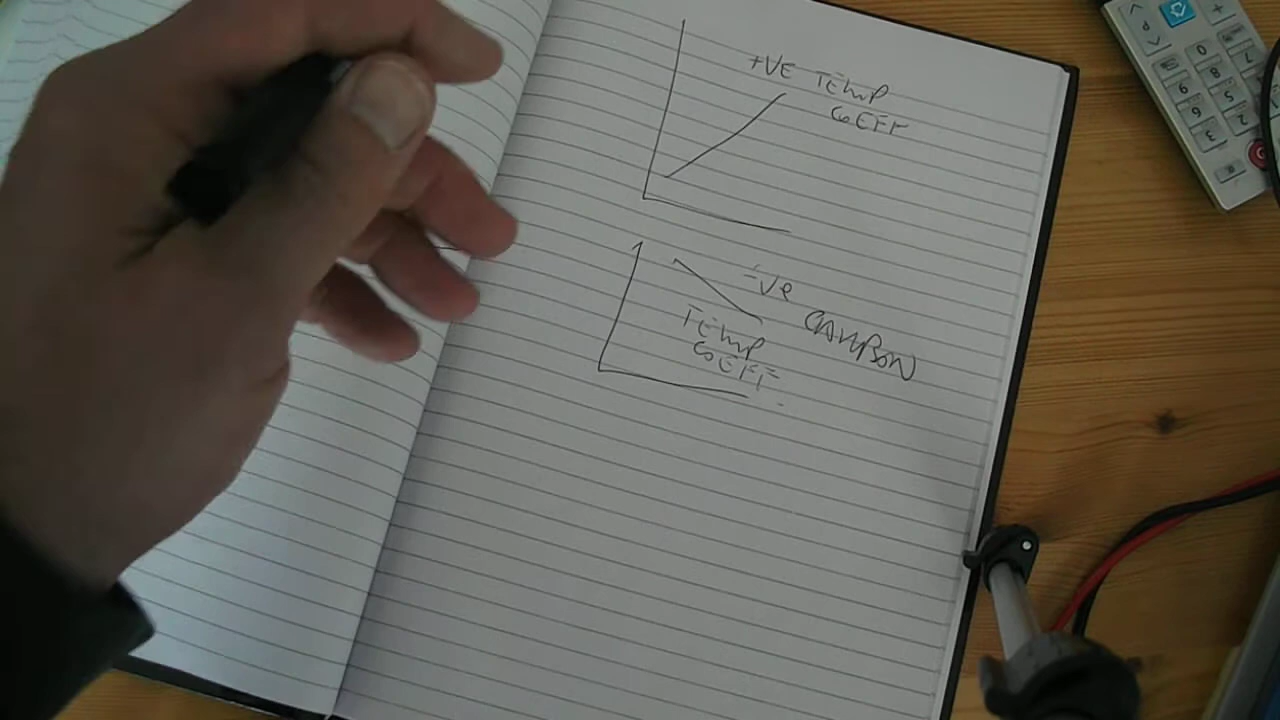 +VE TEMP
COEFF
-VE
CARBON
TEMP
COEFF.